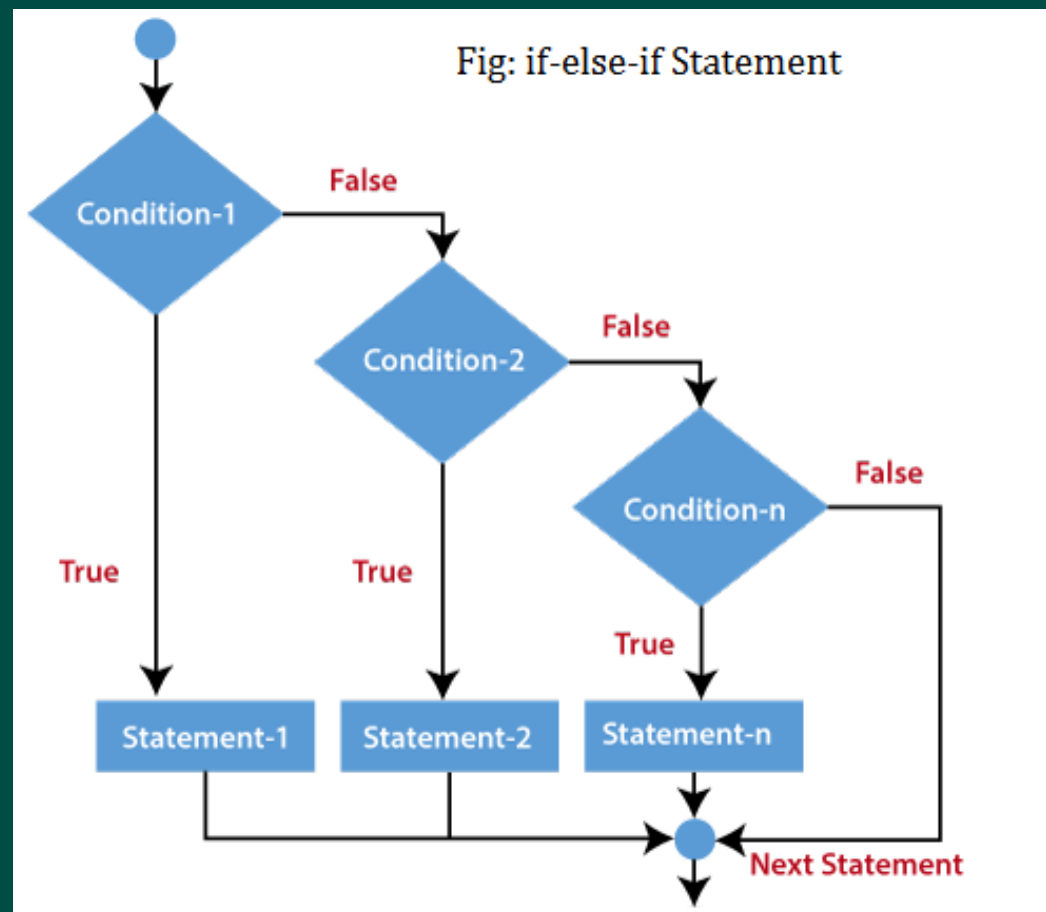 Fig: if-else-if Statement
Condition-1
False
Condition-2
False
Condition-n
False
True
True
True
Statement-1
Statement-2
Statement-n
Next Statement